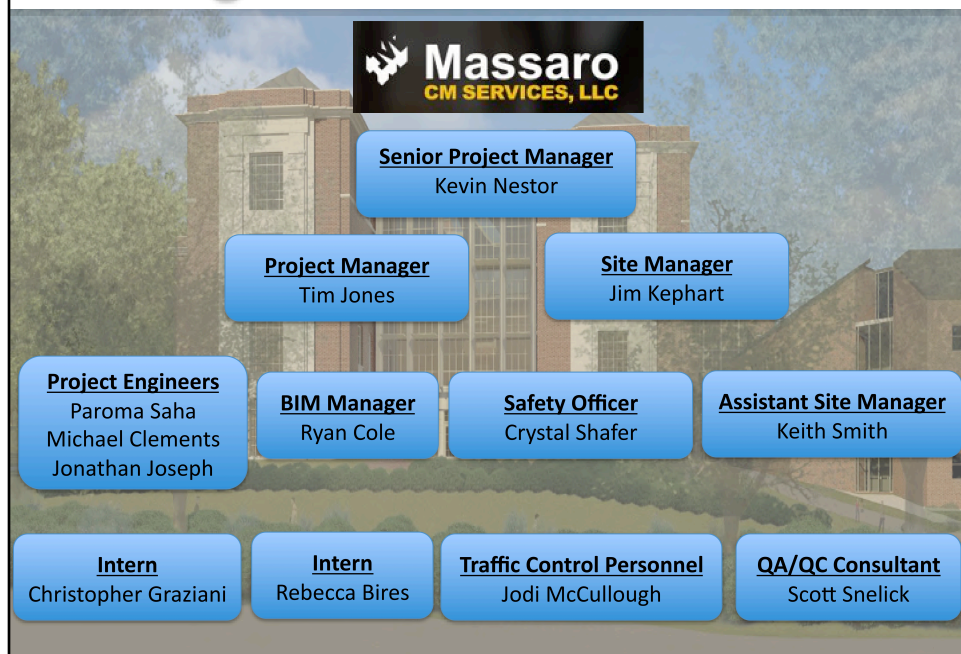 Massaro
CM SERVICES, LLC
Senior Project Manager
Kevin Nestor
Project Manager
Tim Jones
Site Manager
Jim Kephart
Project Engineers
Paroma Saha
Michael Clements
Jonathan Joseph
BIM Manager
Ryan Cole
Safety Officer
Crystal Shafer
Assistant Site Manager
Keith Smith
Intern
Christopher Graziani
Intern
Rebecca Bires
Traffic Control Personnel
Jodi McCullough
QA/QC Consultant
Scott Snelick